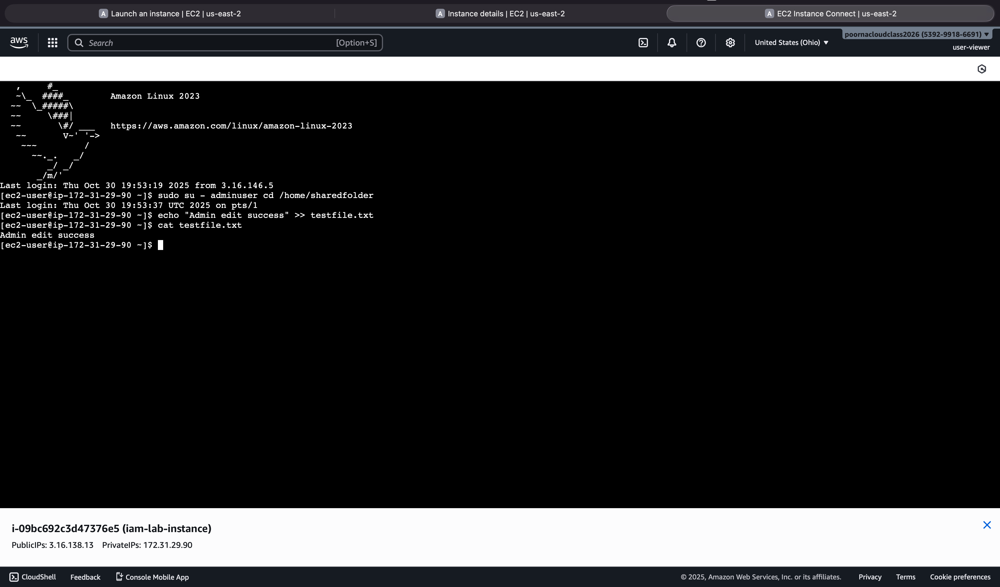 Launch an instance | EC2 | us-east-2
Instance details | EC2 | us-east-2
EC2 Instance Connect | us-east-2
aws
Search
[Option+S]
United States (Ohio)
poornacloudclass2026 (5392-9918-6691)
user-viewer
   ,     #_
   ~\_  ####_        Amazon Linux 2023
  ~~  \_#####\
  ~~     \###|
  ~~       \#/ ___   https://aws.amazon.com/linux/amazon-linux-2023
   ~~       V~' '->
    ~~~         /
      ~~._.   _/
         _/ _/
       _/m/'
Last login: Thu Oct 30 19:53:19 2025 from 3.16.146.5
[ec2-user@ip-172-31-29-90 ~]$ sudo su - adminuser cd /home/sharedfolder
Last login: Thu Oct 30 19:53:37 UTC 2025 on pts/1
[ec2-user@ip-172-31-29-90 ~]$ echo "Admin edit success" >> testfile.txt
[ec2-user@ip-172-31-29-90 ~]$ cat testfile.txt
Admin edit success
[ec2-user@ip-172-31-29-90 ~]$
i-09bc692c3d47376e5 (iam-lab-instance)
PublicIPs: 3.16.138.13 PrivateIPs: 172.31.29.90
CloudShell
Feedback
Console Mobile App
© 2025, Amazon Web Services, Inc. or its affiliates.
Privacy
Terms
Cookie preferences